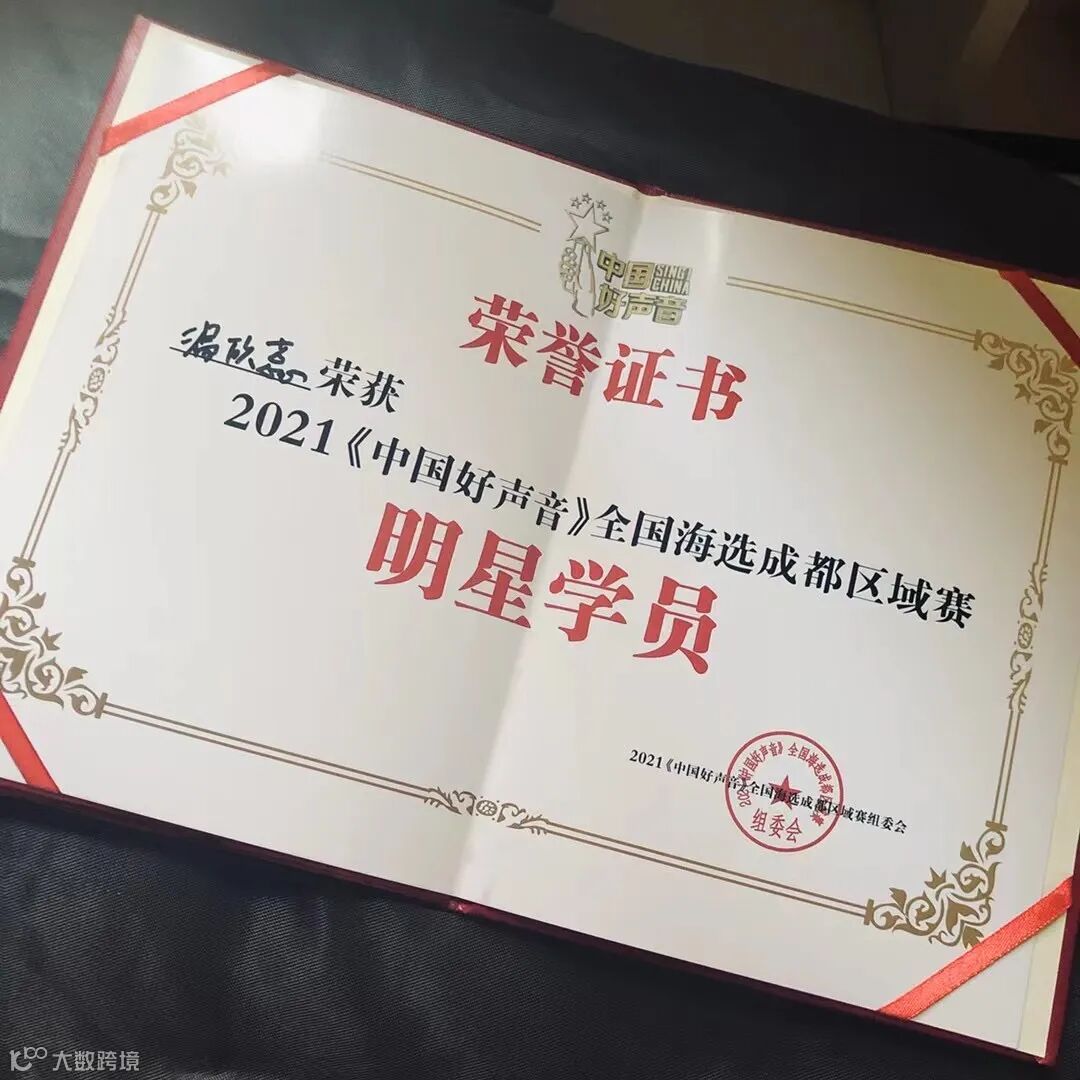 中国
好声音
SING!
CHINA
荣誉证书
温欣蕊 荣获
2021《中国好声音》全国海选成都区域赛
明星学员
2021《中国好声音》全国海选成都区域赛组委会
组委会
大数跨境